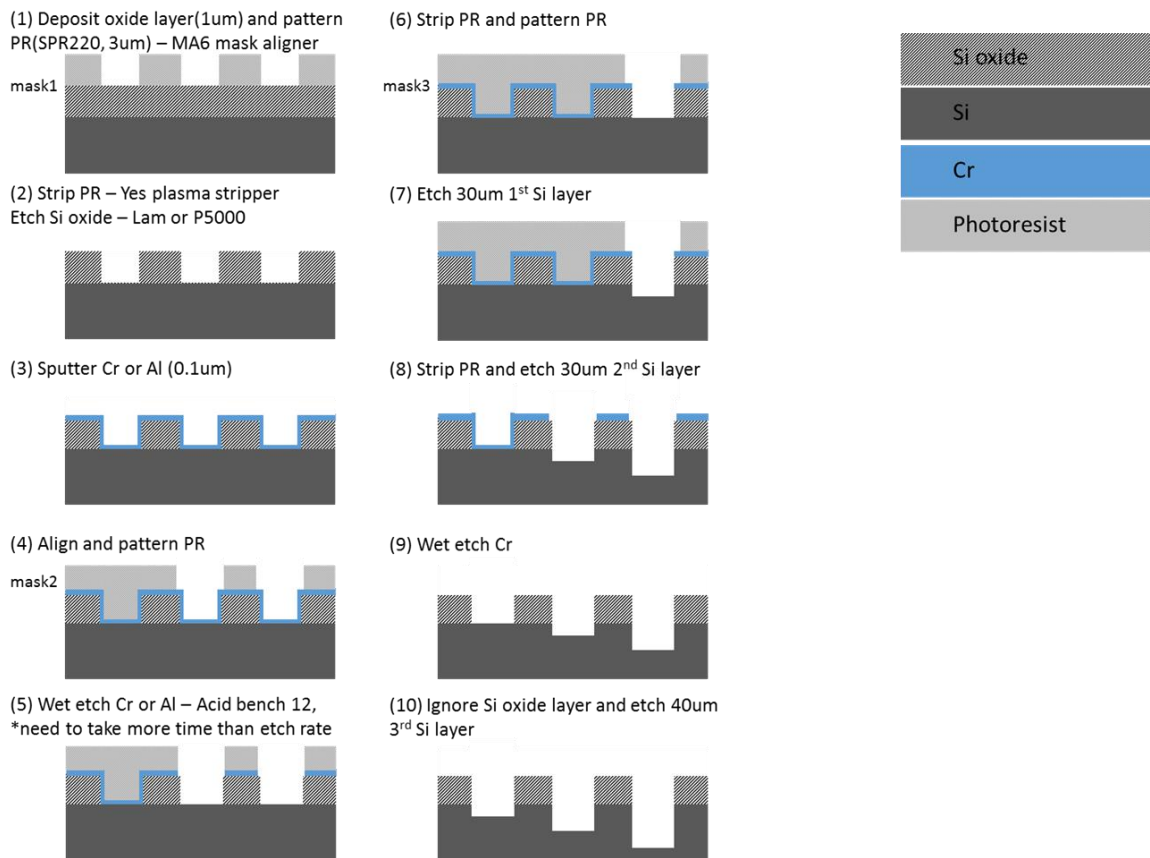 (1) Deposit oxide layer(1um) and pattern
PR(SPR220, 3um) – MA6 mask aligner
mask1
(2) Strip PR – Yes plasma stripper
Etch Si oxide – Lam or P5000
(3) Sputter Cr or Al (0.1um)
(4) Align and pattern PR
mask2
(5) Wet etch Cr or Al – Acid bench 12,
*need to take more time than etch rate
(6) Strip PR and pattern PR
mask3
(7) Etch 30um 1st Si layer
(8) Strip PR and etch 30um 2nd Si layer
(9) Wet etch Cr
(10) Ignore Si oxide layer and etch 40um
3rd Si layer
Si oxide
Si
Cr
Photoresist